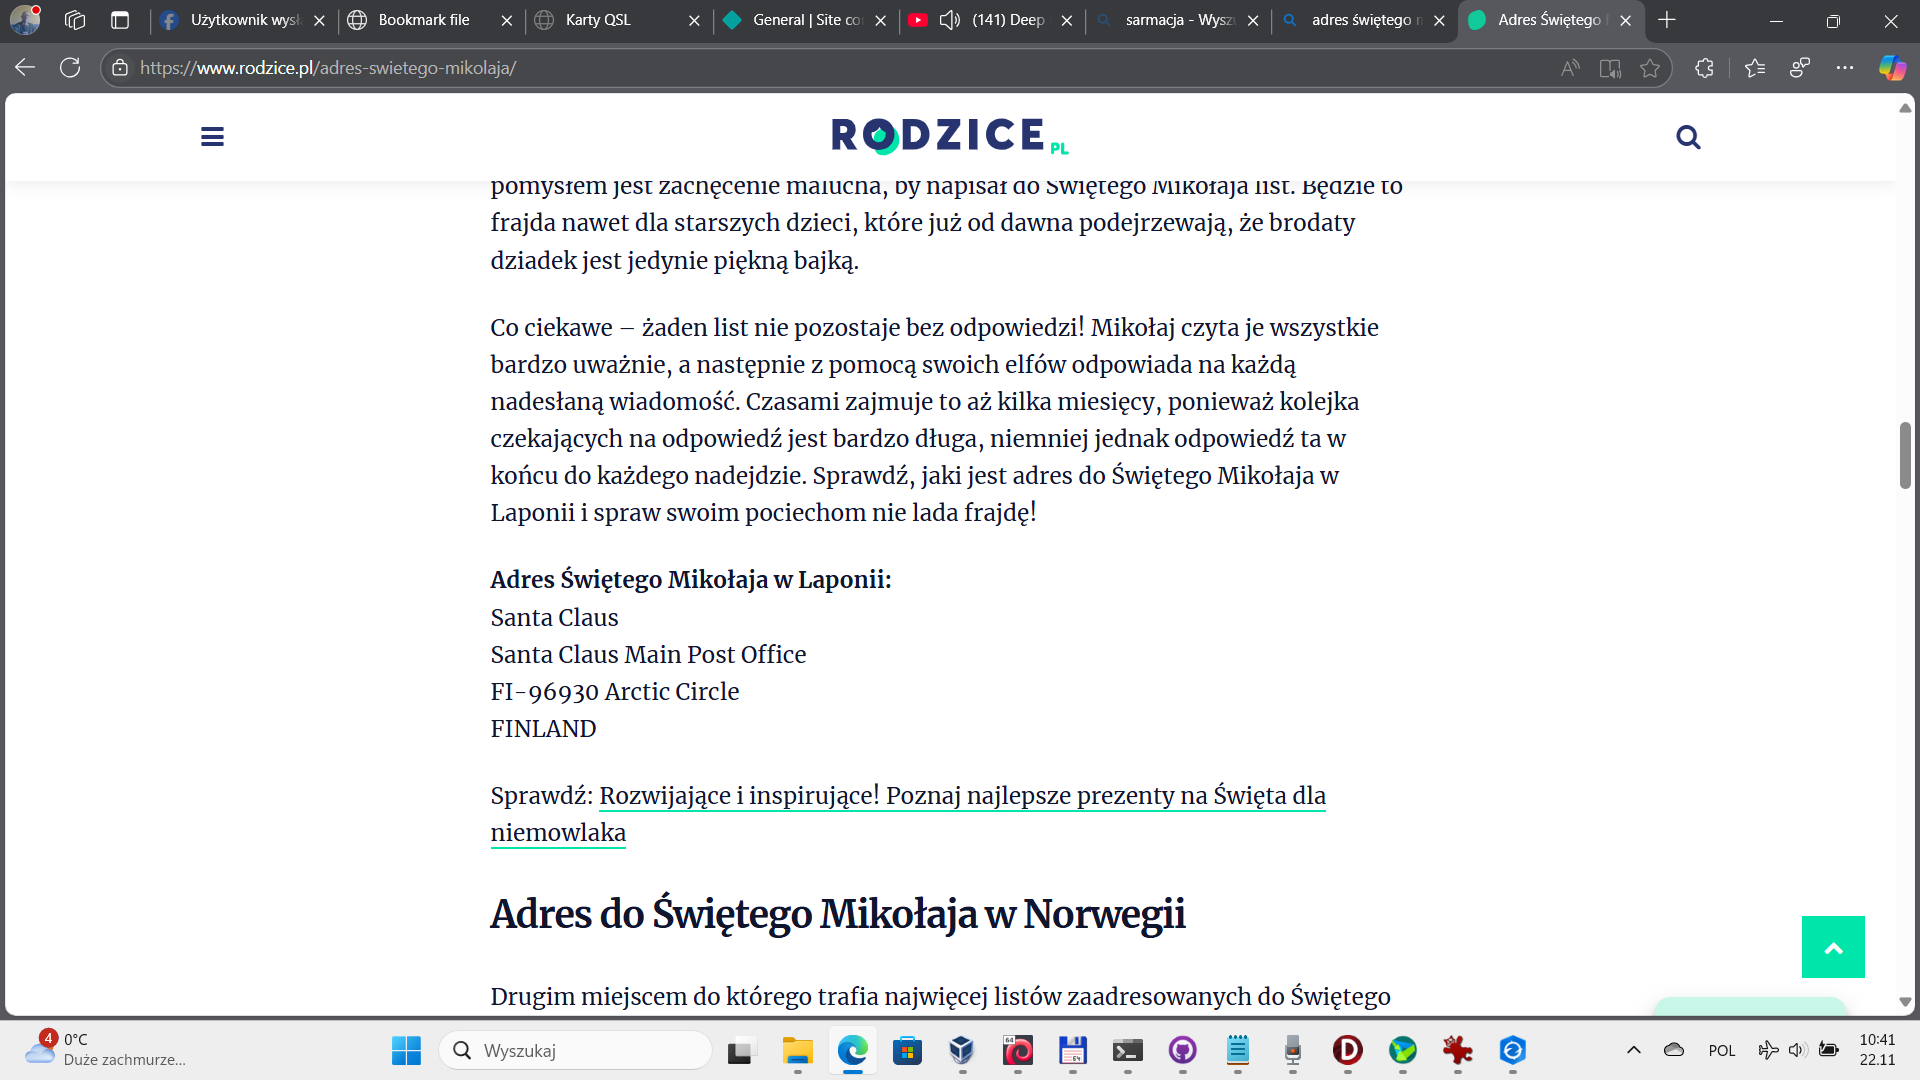 Użytkownik wysł
Bookmark file
Karty QSL
General | Site co
(141) Deep
sarmacja - Wysz
adres świętego m
Adres Świętego
https://www.rodzice.pl/adres-swietego-mikolaja/
RODZICE PL
pomysłem jest zachęcenie malucha, by napisał do Świętego Mikołaja list. Będzie to
frajda nawet dla starszych dzieci, które już od dawna podejrzewają, że brodaty
dziadek jest jedynie piękną bajką.
Co ciekawe – żaden list nie pozostaje bez odpowiedzi! Mikołaj czyta je wszystkie
bardzo uważnie, a następnie z pomocą swoich elfów odpowiada na każdą
nadesłaną wiadomość. Czasami zajmuje to aż kilka miesięcy, ponieważ kolejka
czekających na odpowiedź jest bardzo długa, niemniej jednak odpowiedź ta w
końcu do każdego nadejdzie. Sprawdź, jaki jest adres do Świętego Mikołaja w
Laponii i spraw swoim pociechom nie lada frajdę!
Adres Świętego Mikołaja w Laponii:
Santa Claus
Santa Claus Main Post Office
FI-96930 Arctic Circle
FINLAND
Sprawdź: Rozwijające i inspirujące! Poznaj najlepsze prezenty na Święta dla
niemowlaka
Adres do Świętego Mikołaja w Norwegii
Drugim miejscem do którego trafia najwięcej listów zaadresowanych do Świętego
4
0°C
Duże zachmurze...
Wyszukaj
64
64
D
POL
10:41
22.11